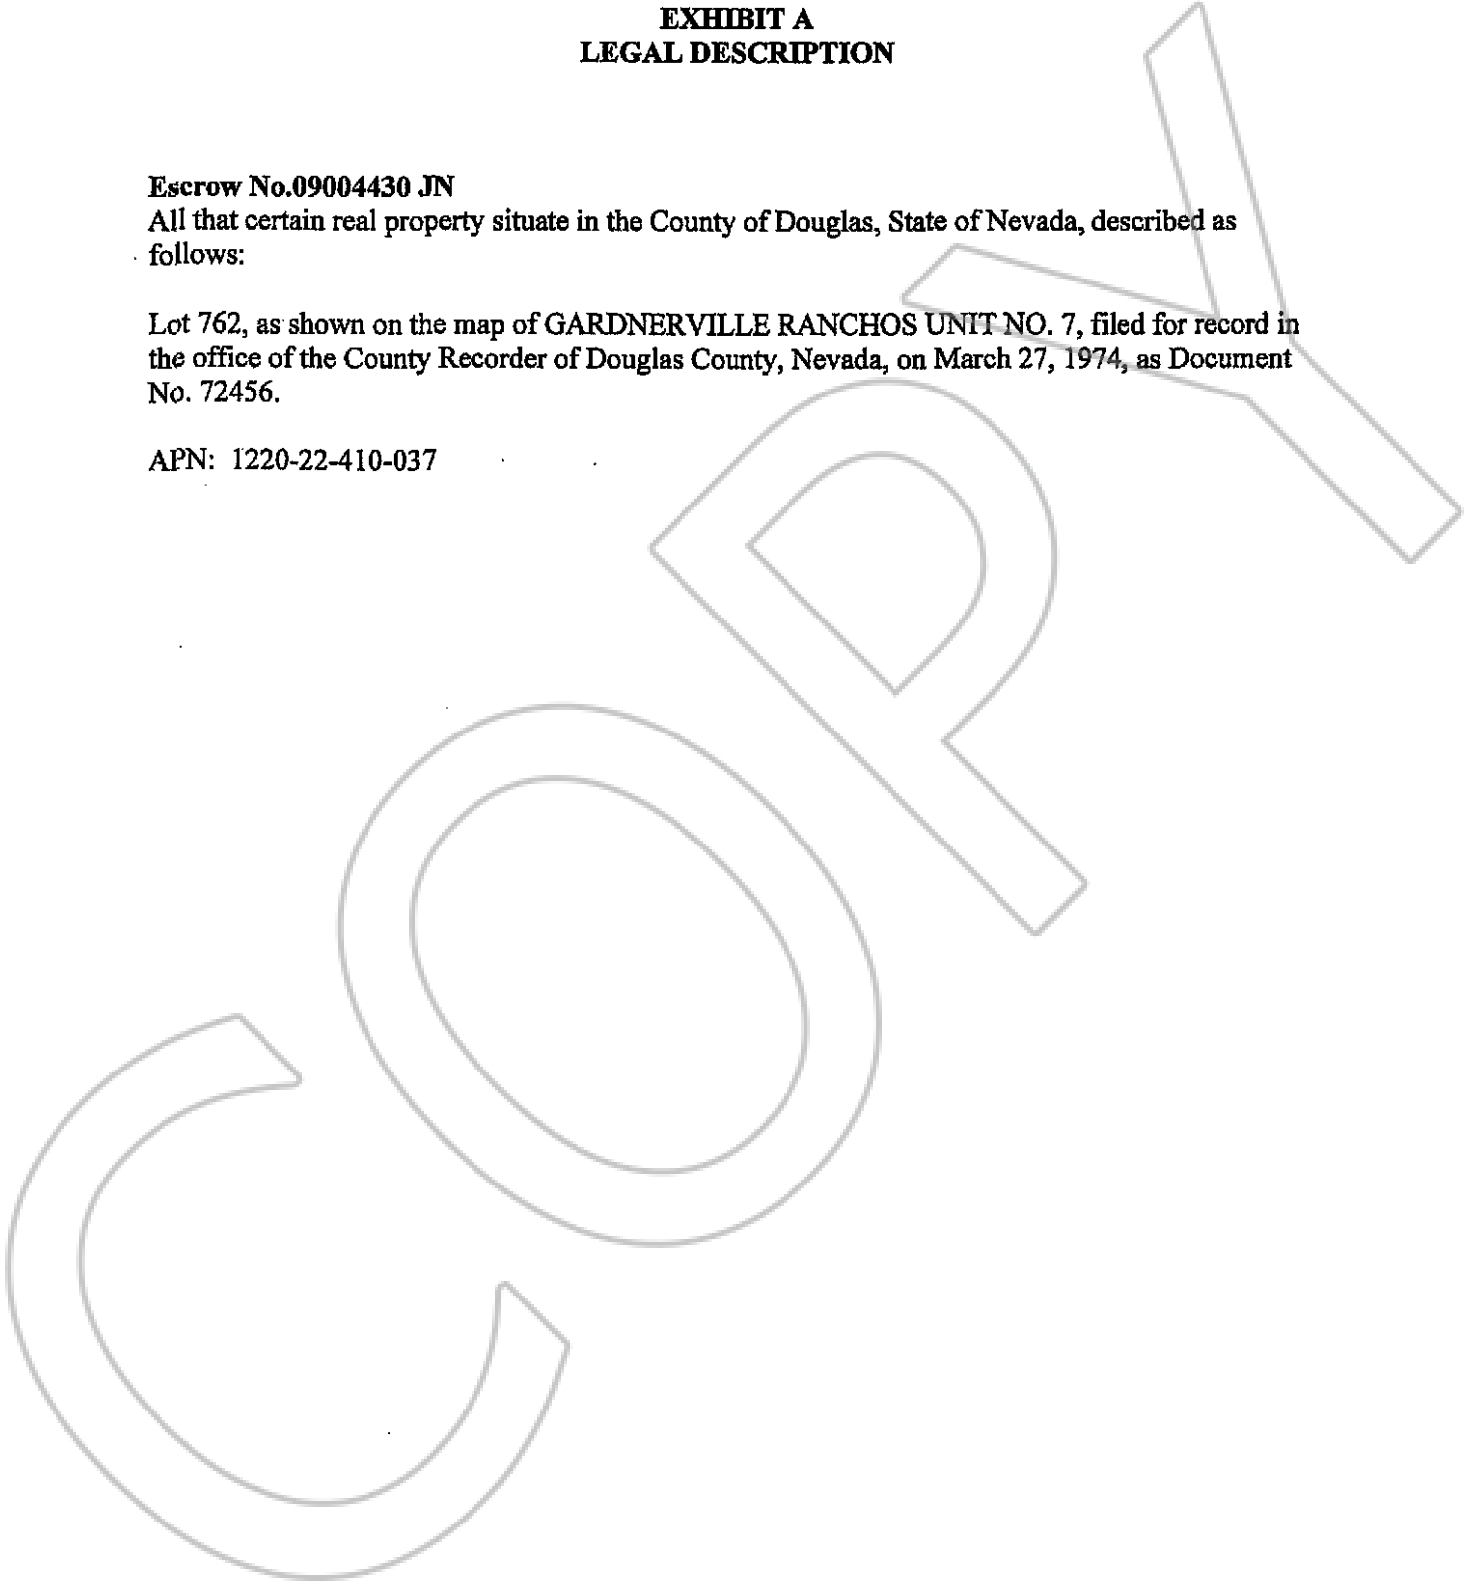 EXHIBIT A
LEGAL DESCRIPTION
Escrow No.09004430 JN
All that certain real property situate in the County of Douglas, State of Nevada, described as
follows:
Lot 762, as shown on the map of GARDNERVILLE RANCHOS UNIT NO. 7, filed for record in
the office of the County Recorder of Douglas County, Nevada, on March 27, 1974, as Document
No. 72456.
APN: 1220-22-410-037
COPY